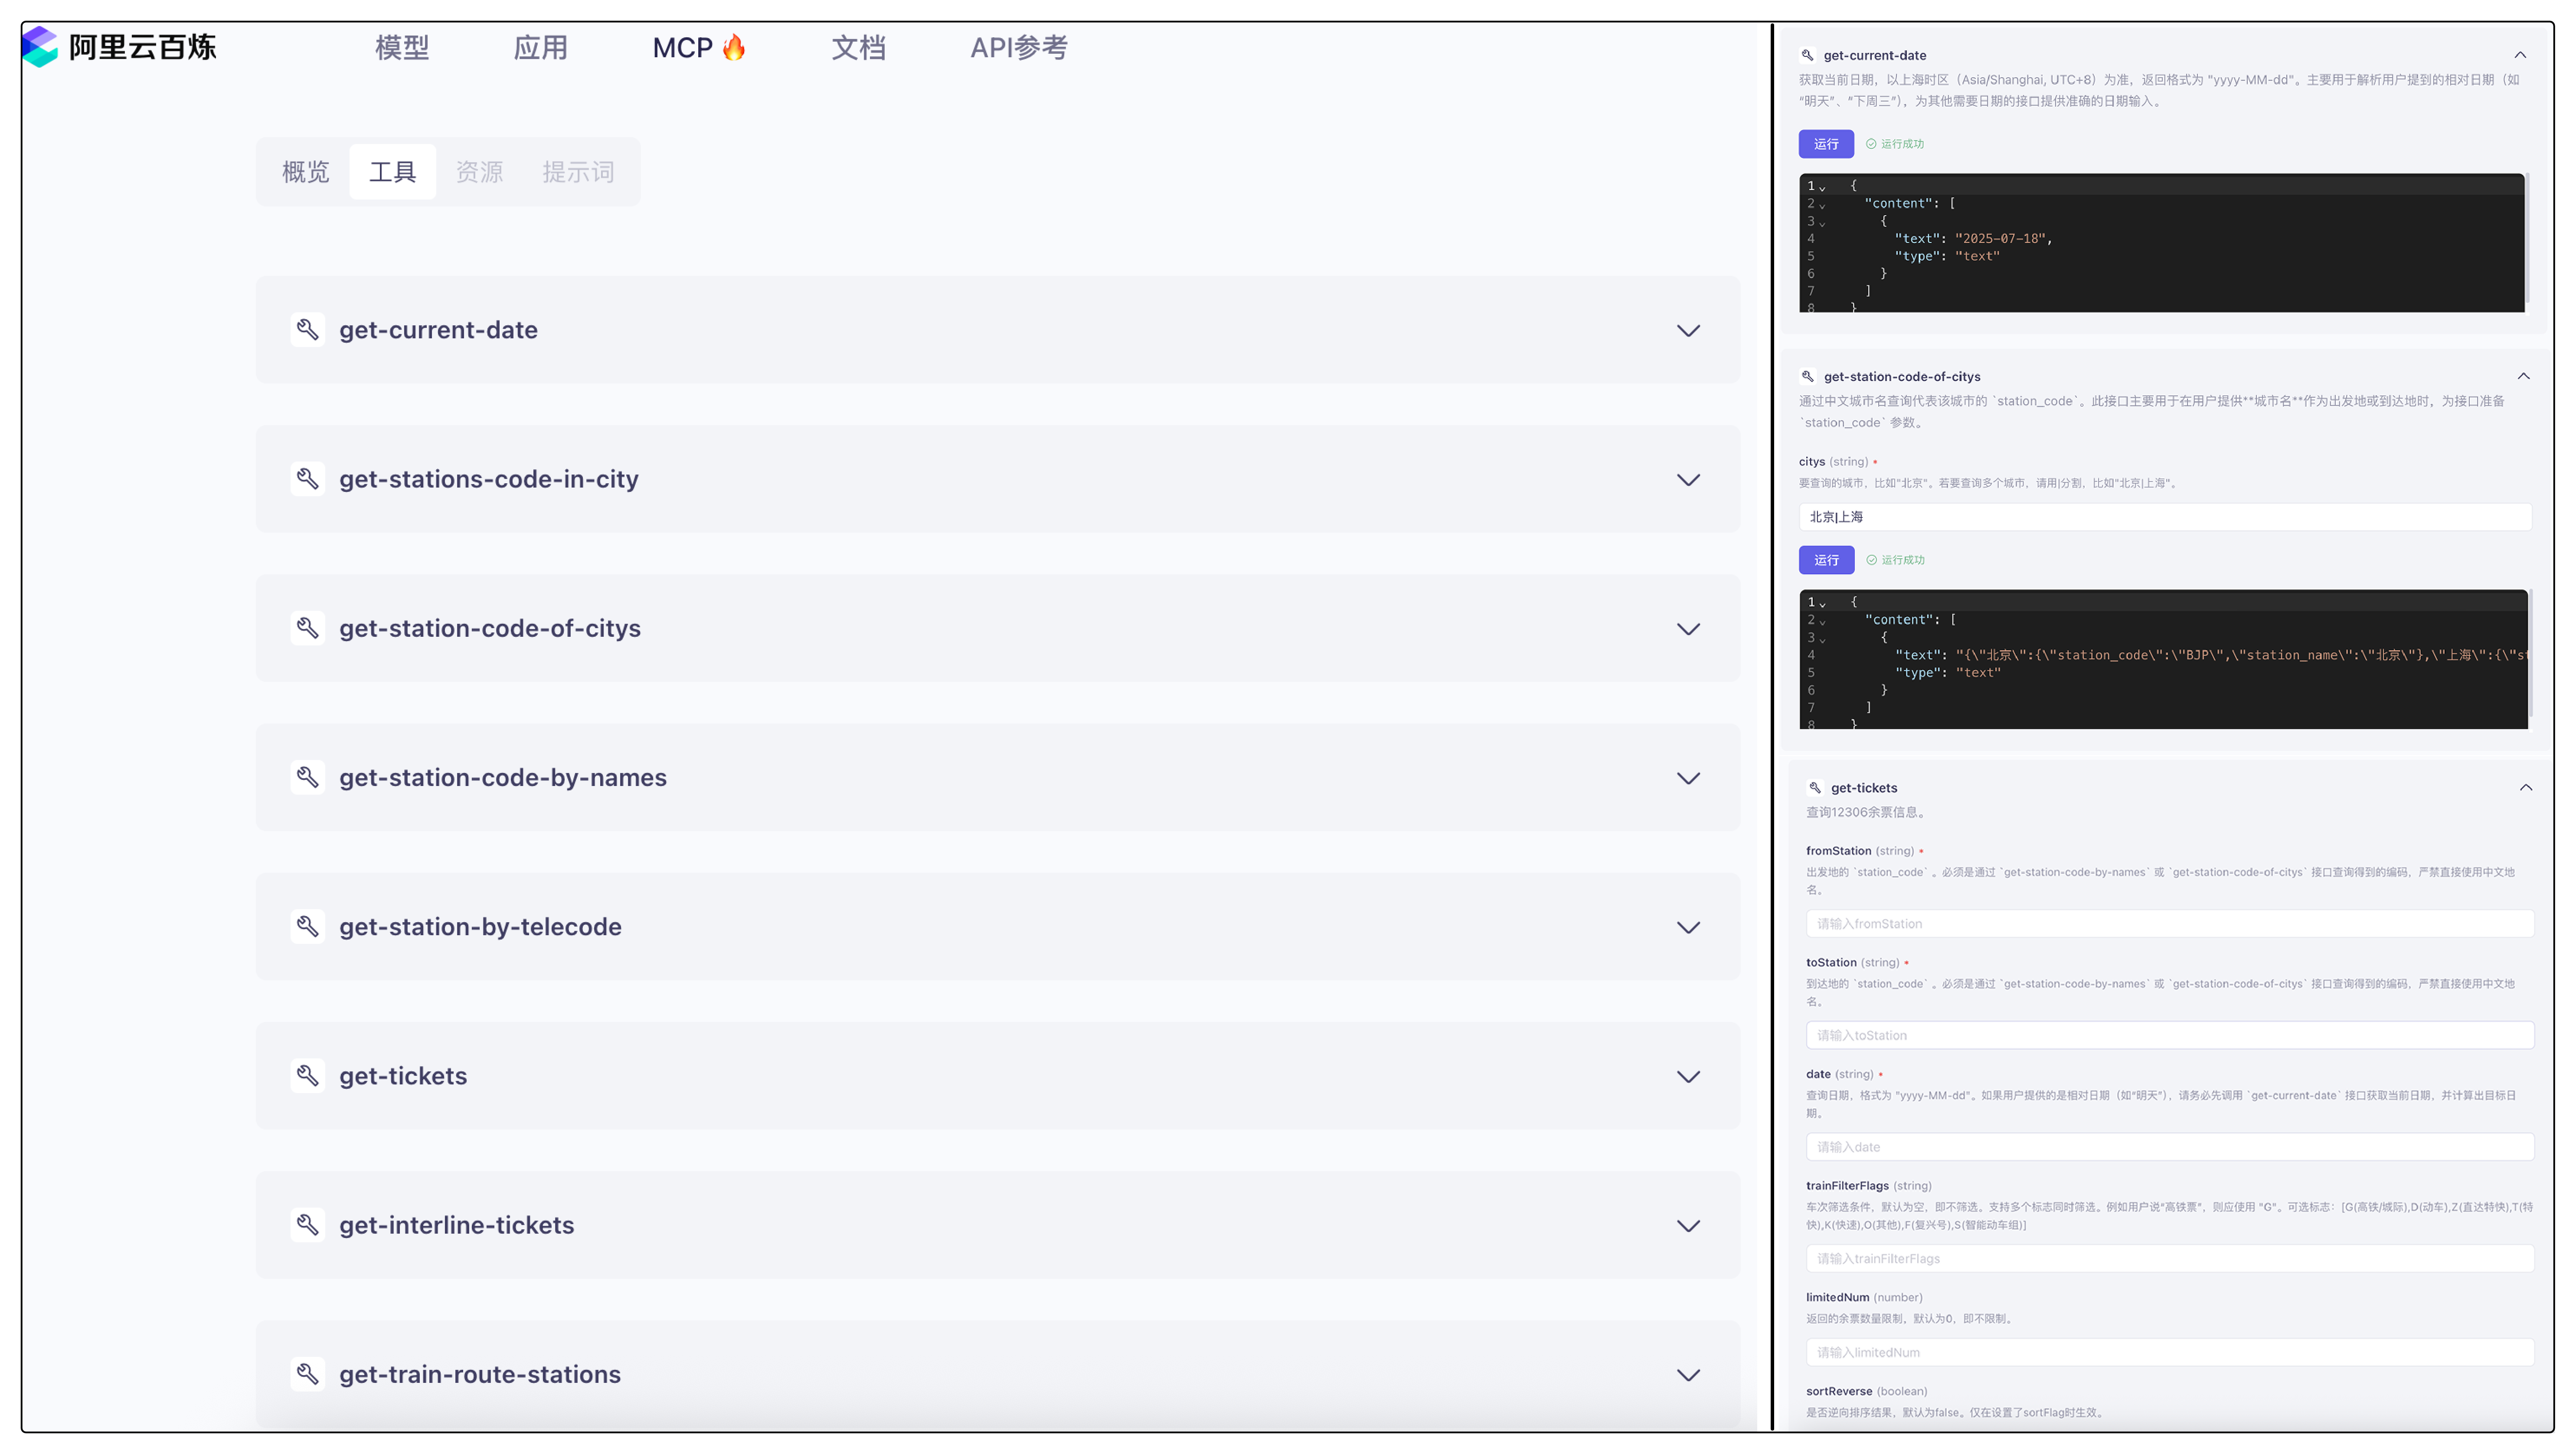 阿里云百炼
模型
应用
MCP 🔥
文档
API参考
概览
工具
资源
提示词
get-current-date
get-stations-code-in-city
get-station-code-of-citys
get-station-code-by-names
get-station-by-telecode
get-tickets
get-interline-tickets
get-train-route-stations
get-current-date
获取当前日期，以上海时区（Asia/Shanghai, UTC+8）为准，返回格式为 "yyyy-MM-dd"。主要用于解析用户提到的相对日期（如
“明天”、“下周三”），为其他需要日期的接口提供准确的日期输入。
运行 运行成功
1 {
2 "content": [
3 {
4 "text": "2025-07-18",
5 "type": "text"
6 }
7 ]
8 }
get-station-code-of-citys
通过中文城市名查询代表该城市的 `station_code`。此接口主要用于在用户提供**城市名**作为出发地或到达地时，为接口准备
`station_code` 参数。
citys (string) *
要查询的城市，比如"北京"。若要查询多个城市，请用|分割，比如"北京|上海"。
北京|上海
运行 运行成功
1 {
2 "content": [
3 {
4 "text": "{\"北京\":{\"station_code\":\"BJP\",\"station_name\":\"北京\"},\"上海\":{\"st
5 "type": "text"
6 }
7 ]
8 }
get-tickets
查询12306余票信息。
fromStation (string) *
出发地的 `station_code` 。必须是通过 `get-station-code-by-names` 或 `get-station-code-of-citys` 接口查询得到的编码，严禁直接使用中文地
名。
请输入fromStation
toStation (string) *
到达地的 `station_code` 。必须是通过 `get-station-code-by-names` 或 `get-station-code-of-citys` 接口查询得到的编码，严禁直接使用中文地
名。
请输入toStation
date (string) *
查询日期，格式为 "yyyy-MM-dd"。如果用户提供的是相对日期（如“明天”），请务必先调用 `get-current-date` 接口获取当前日期，并计算出目标日
期。
请输入date
trainFilterFlags (string)
车次筛选条件，默认为空，即不筛选。支持多个标志同时筛选。例如用户说“高铁票”，则应使用 "G"。可选标志：[G(高铁/城际),D(动车),Z(直达特快),T(特
快),K(快速),O(其他),F(复兴号),S(智能动车组)]
请输入trainFilterFlags
limitedNum (number)
返回的余票数量限制，默认为0，即不限制。
请输入limitedNum
sortReverse (boolean)
是否逆向排序结果，默认为false。仅在设置了sortFlag时生效。